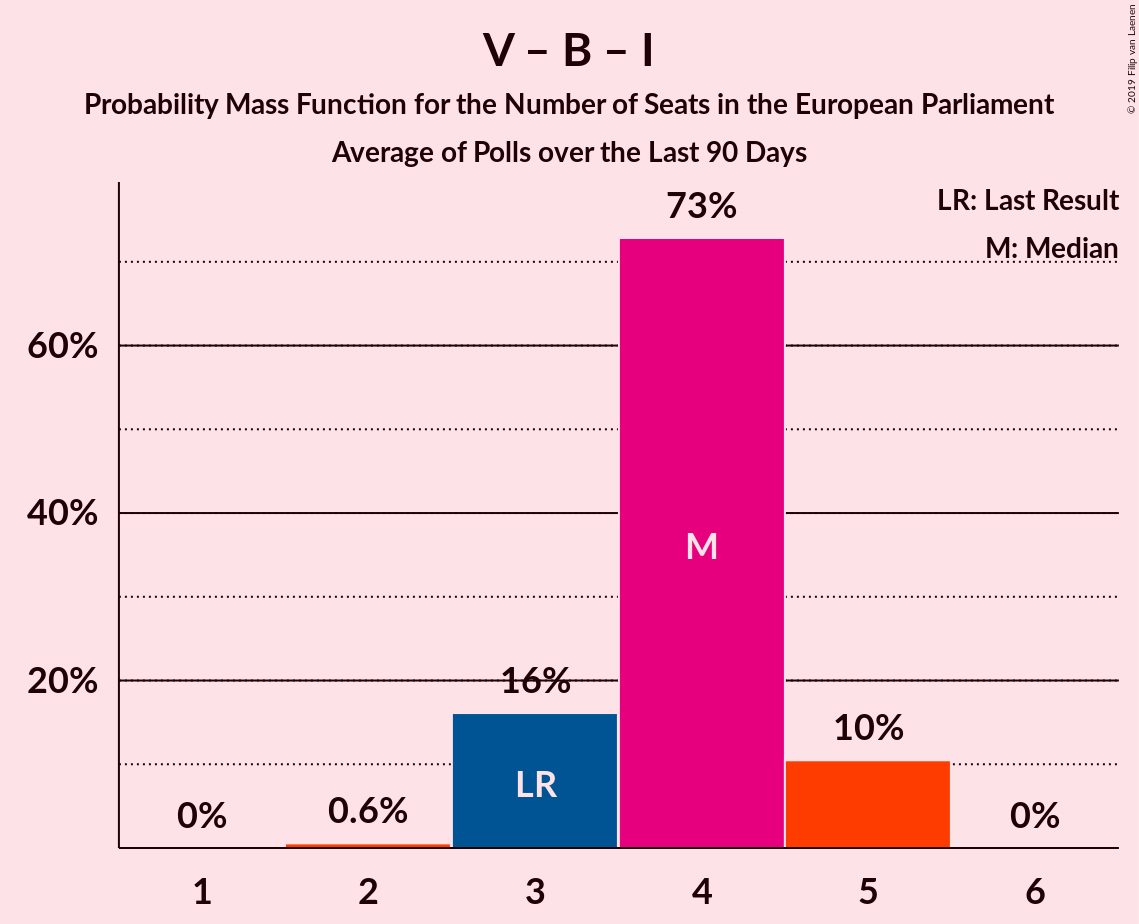 V – B – I
Probability Mass Function for the Number of Seats in the European Parliament
Average of Polls over the Last 90 Days
© 2019 Filip van Laenen
LR: Last Result
M: Median
73%
60%
40%
M
20%
16%
10%
LR
0%
0.6%
0%
1 2 3 4 5 6